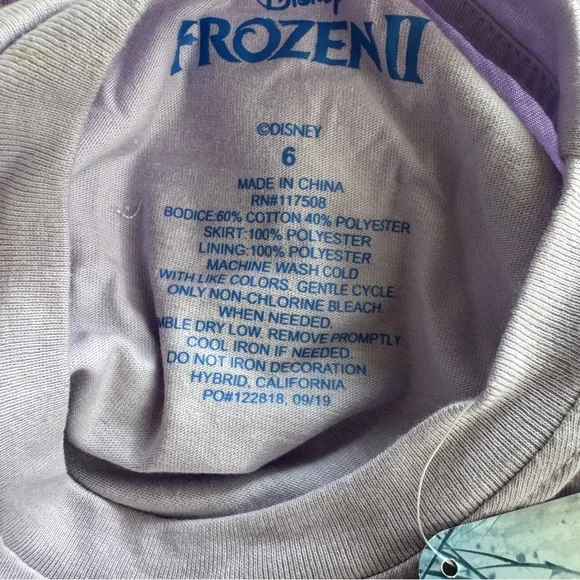 Disney
FROZEN II
©DISNEY
6
MADE IN CHINA
RN#117508
BODICE:60% COTTON 40% POLYESTER
SKIRT:100% POLYESTER
LINING:100% POLYESTER
MACHINE WASH COLD
WITH LIKE COLORS. GENTLE CYCLE.
ONLY NON-CHLORINE BLEACH.
WHEN NEEDED.
MBLE DRY LOW. REMOVE PROMPTLY
COOL IRON IF NEEDED.
DO NOT IRON DECORATION
HYBRID, CALIFORNIA
PO#122818, 09/19